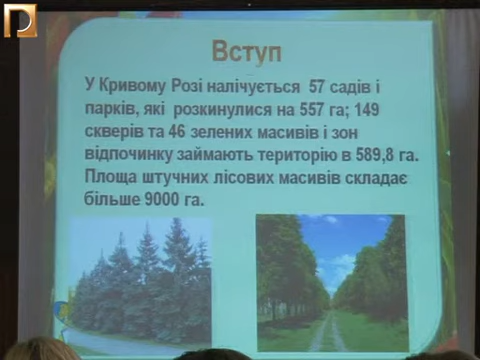 Вступ
У Кривому Розі налічується 57 садів і
парків, які розкинулися на 557 га; 149
скверів та 46 зелених масивів і зон
відпочинку займають територію в 589,8 га.
Площа штучних лісових масивів складає
більше 9000 га.